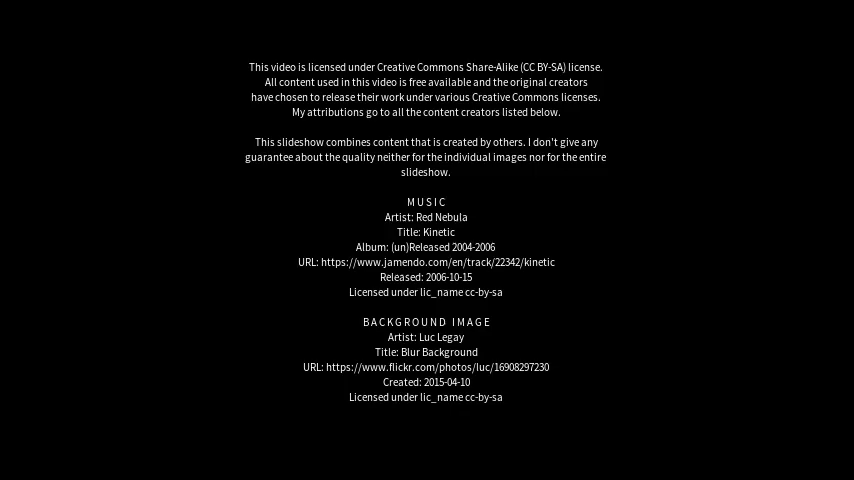 This video is licensed under Creative Commons Share-Alike (CC BY-SA) license.
All content used in this video is free available and the original creators
have chosen to release their work under various Creative Commons licenses.
My attributions go to all the content creators listed below.
This slideshow combines content that is created by others. I don't give any
guarantee about the quality neither for the individual images nor for the entire
slideshow.
MUSIC
Artist: Red Nebula
Title: Kinetic
Album: (un)Released 2004-2006
URL: https://www.jamendo.com/en/track/22342/kinetic
Released: 2006-10-15
Licensed under lic_name cc-by-sa
BACKGROUND IMAGE
Artist: Luc Legay
Title: Blur Background
URL: https://www.flickr.com/photos/luc/16908297230
Created: 2015-04-10
Licensed under lic_name cc-by-sa